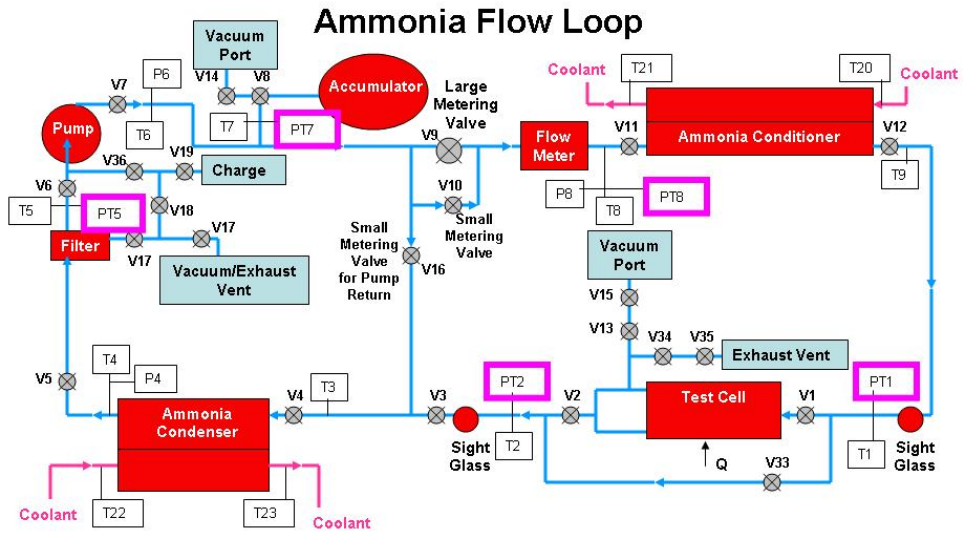 Ammonia Flow Loop
Vacuum
Port
V14
V8
Accumulator
P6
V7
Pump
T6
T7
PT7
Large
Metering
Valve
V9
Flow
Meter
V11
Coolant
T21
T20
Coolant
Ammonia Conditioner
V12
T9
V36
V19
Charge
V6
T5
PT5
V18
Filter
V17
V17
Vacuum/Exhaust
Vent
V10
Small
Metering
Valve
Small
Metering
Valve
for Pump
Return
V16
P8
T8
PT8
Vacuum
Port
V15
V13
V34
V35
Exhaust Vent
V5
T4
P4
Ammonia
Condenser
V4
T3
V3
Sight
Glass
PT2
T2
V2
Test Cell
Q
V1
V33
PT1
T1
Sight
Glass
Coolant
T22
T23
Coolant